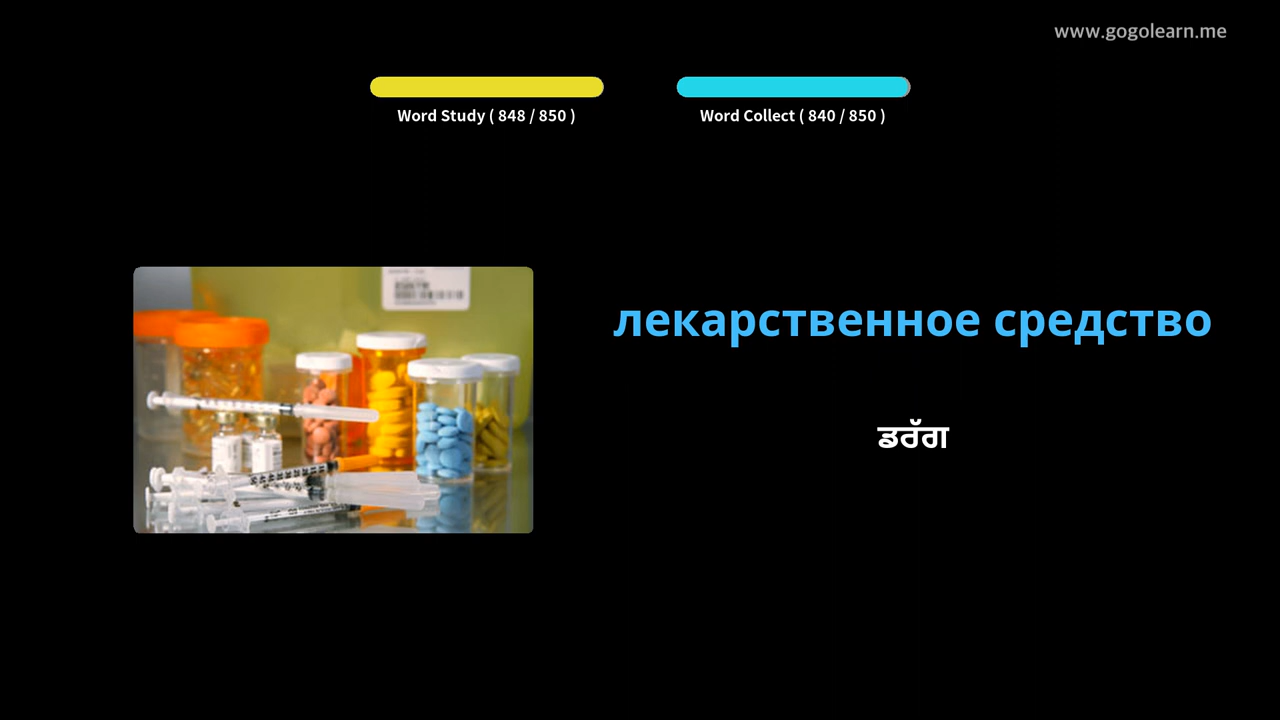 www.gogolearn.me
Word Study ( 848 / 850 )
Word Collect ( 840 / 850 )
лекарственное средство
ਡਰੱਗ